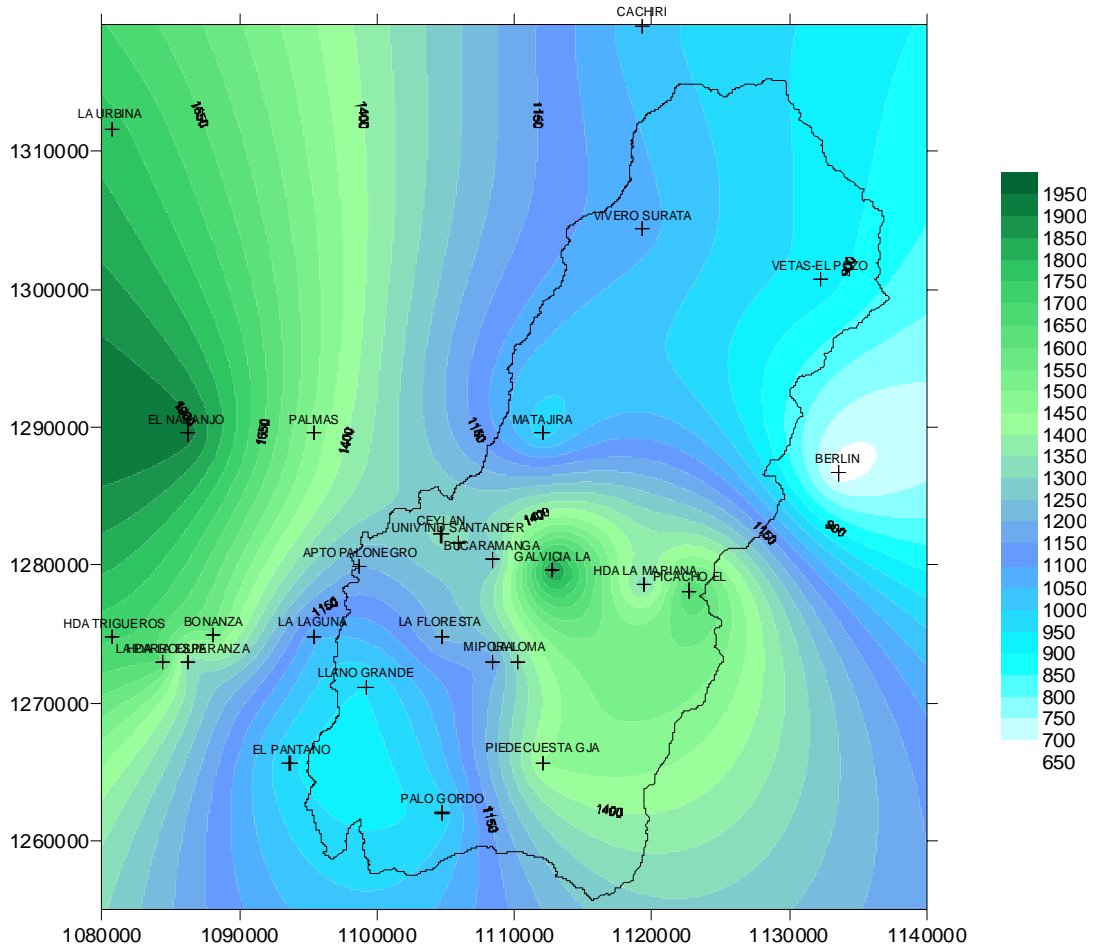 CACHIRI
1650
1400
1150
LA URBINA
1310000
VIVERO SURATA
VETAS-EL POZO
900
1300000
EL NARANJO
PALMAS
MATAJIRA
1650
1400
1150
1290000
BERLIN
1400
900
1150
CEYLAN
UNIVIND SANTANDER
BUCARAMANGA
APTO PALONEGRO
GALVICIA LA
1280000
HDA LA MARIANA
PICACHO EL
1150
HDA TRIGUEROS
BONANZA
LA LAGUNA
LA FLORESTA
ESPERANZA
LA LOMA
LLANO GRANDE
1270000
EL PANTANO
PIEDECUESTA GJA
PALO GORDO
1150
1400
1260000
1080000 1090000 1100000 1110000 1120000 1130000 1140000
1950
1900
1850
1800
1750
1700
1650
1600
1550
1500
1450
1400
1350
1300
1250
1200
1150
1100
1050
1000
950
900
850
800
750
700
650